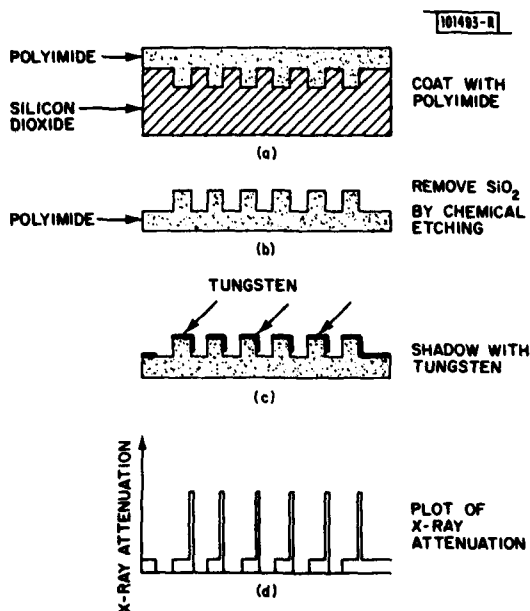 101493-R
POLYIMIDE
SILICON
DIOXIDE
COAT WITH
POLYIMIDE
(a)
POLYIMIDE
REMOVE SiO2
BY CHEMICAL
ETCHING
(b)
TUNGSTEN
SHADOW WITH
TUNGSTEN
(c)
X-RAY ATTENUATION
PLOT OF
X-RAY
ATTENUATION
(d)